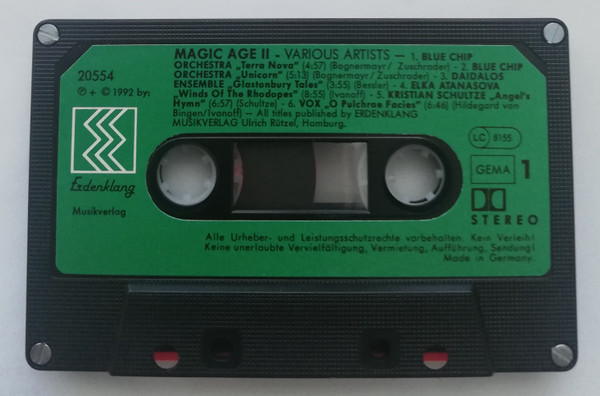 MAGIC AGE II - VARIOUS ARTISTS — 1. BLUE CHIP
ORCHESTRA „Terra Nova" (4:57) (Bognermayr/ Zuschrader) - 2. BLUE CHIP
ORCHESTRA „Unicorn" (5:13) (Bognermayr/ Zuschrader) - 3. DAIDALOS
ENSEMBLE „Glastonbury Tales" (3:55) (Bessler) - 4. ELKA ATANASOVA
„Winds Of The Rhodopes" (8:55) (Ivanoff) - 5. KRISTIAN SCHULTZE „Angel's
Hymn" (6:57) (Schultze) - 6. VOX „O Pulchrae Facies" (6:46) (Hildegard von
Bingen/Ivanoff) — All titles published by ERDENKLANG
MUSIKVERLAG Ulrich Rützel, Hamburg.
20554
℗ + © 1992 by:
Erdenklang
Musikverlag
LC 8155
GEMA 1
STEREO
Alle Urheber- und Leistungsschutzrechte vorbehalten. Kein Verleih!
Keine unerlaubte Vervielfältigung, Vermietung, Aufführung, Sendung!
Made in Germany.